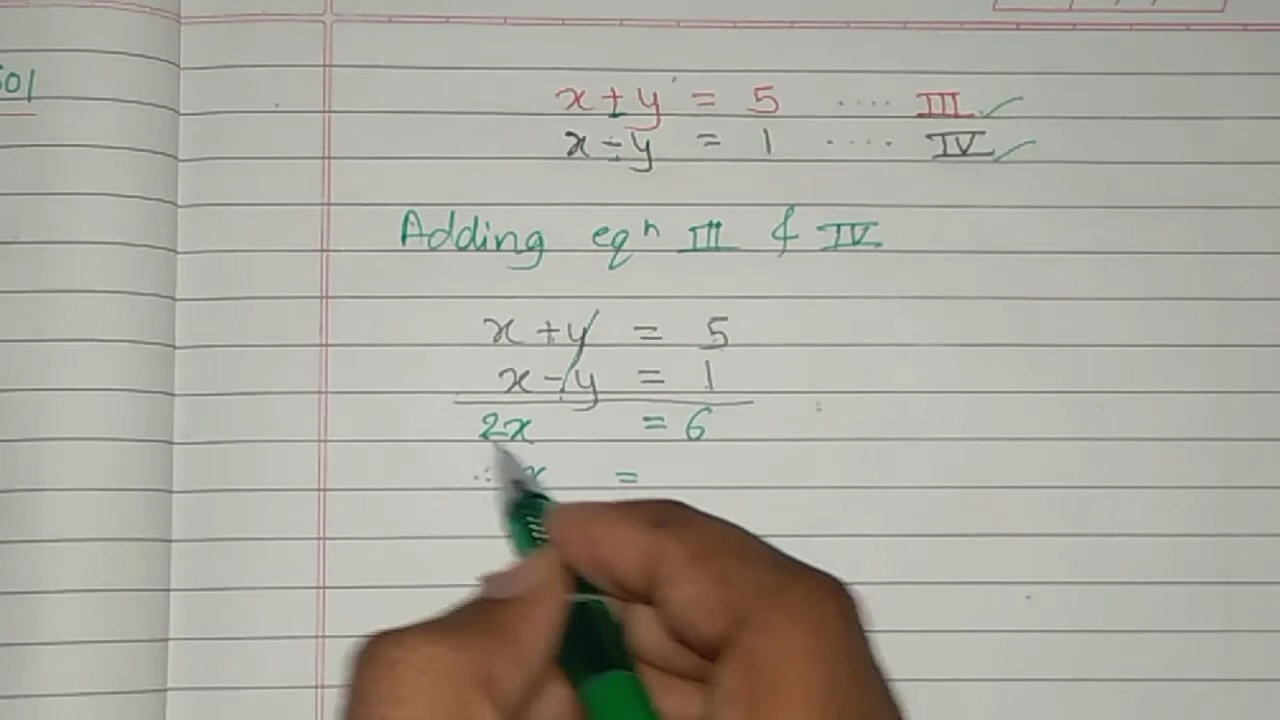 501
x + y = 5 .... III ✓
x - y = 1 .... IV ✓
Adding eqn III & IV
x + y = 5
x - y = 1
2x = 6
∴ x =